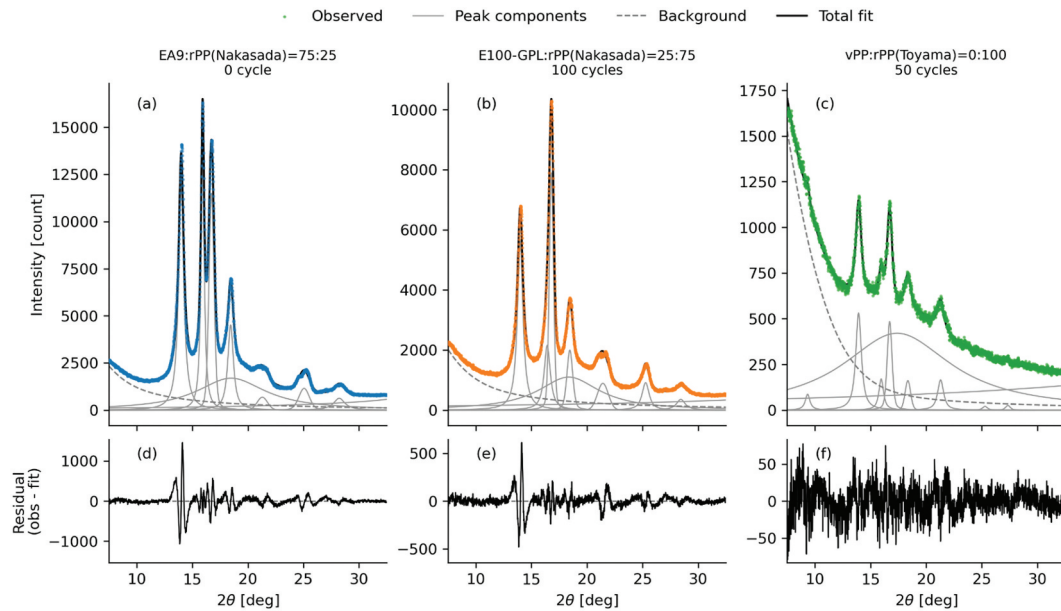 Observed
Peak components
Background
Total fit
EA9:rPP(Nakasada)=75:25
0 cycle
E100-GPL:rPP(Nakasada)=25:75
100 cycles
vPP:rPP(Toyama)=0:100
50 cycles
(a)
(b)
(c)
Intensity [count]
15000
12500
10000
7500
5000
2500
0
10000
8000
6000
4000
2000
0
1750
1500
1250
1000
750
500
250
0
(d)
(e)
(f)
Residual
(obs - fit)
1000
0
−1000
500
0
−500
50
0
−50
10
15
20
25
30
10
15
20
25
30
10
15
20
25
30
2θ [deg]
2θ [deg]
2θ [deg]